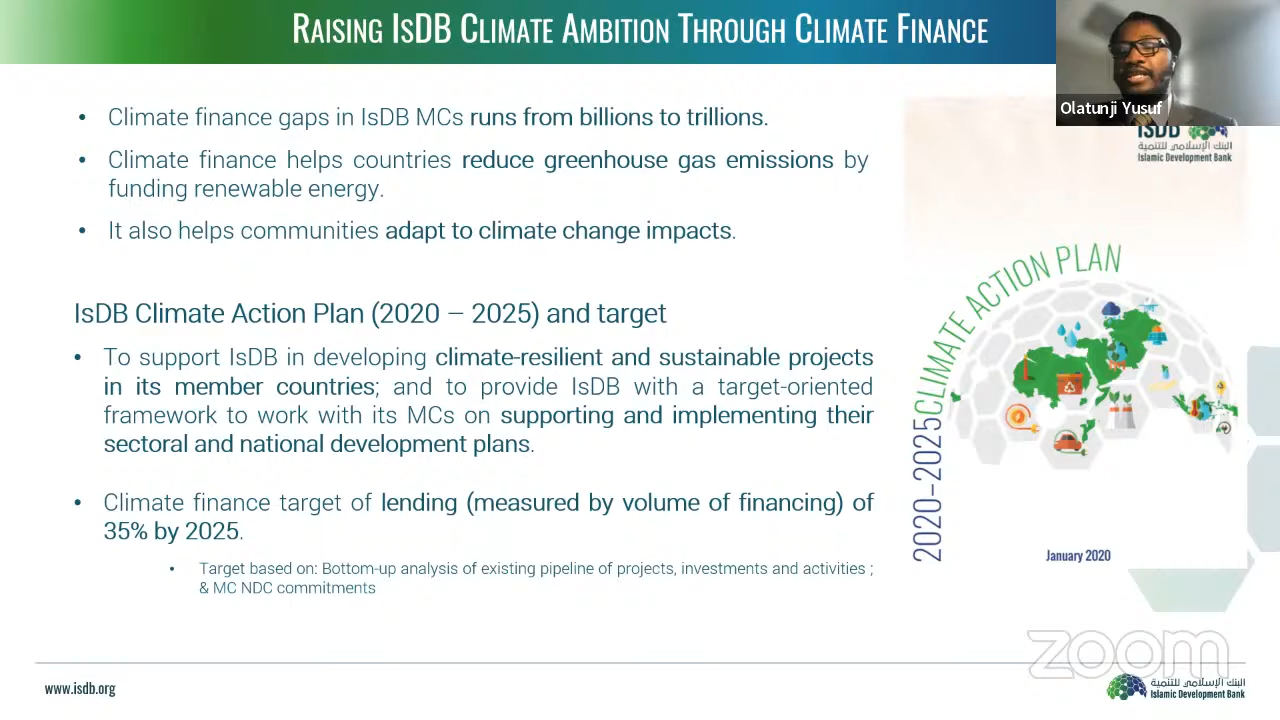 RAISING ISDB CLIMATE AMBITION THROUGH CLIMATE FINANCE
Olatunji Yusuf
• Climate finance gaps in IsDB MCs runs from billions to trillions.
• Climate finance helps countries reduce greenhouse gas emissions by
funding renewable energy.
• It also helps communities adapt to climate change impacts.
IsDB Climate Action Plan (2020 – 2025) and target
• To support IsDB in developing climate-resilient and sustainable projects
in its member countries; and to provide IsDB with a target-oriented
framework to work with its MCs on supporting and implementing their
sectoral and national development plans.
• Climate finance target of lending (measured by volume of financing) of
35% by 2025.
• Target based on: Bottom-up analysis of existing pipeline of projects, investments and activities ;
& MC NDC commitments
IsDB
البنك الإسلامي للتنمية
Islamic Development Bank
2020-2025 CLIMATE ACTION PLAN
January 2020
zoom
www.isdb.org
البنك الإسلامي للتنمية
Islamic Development Bank